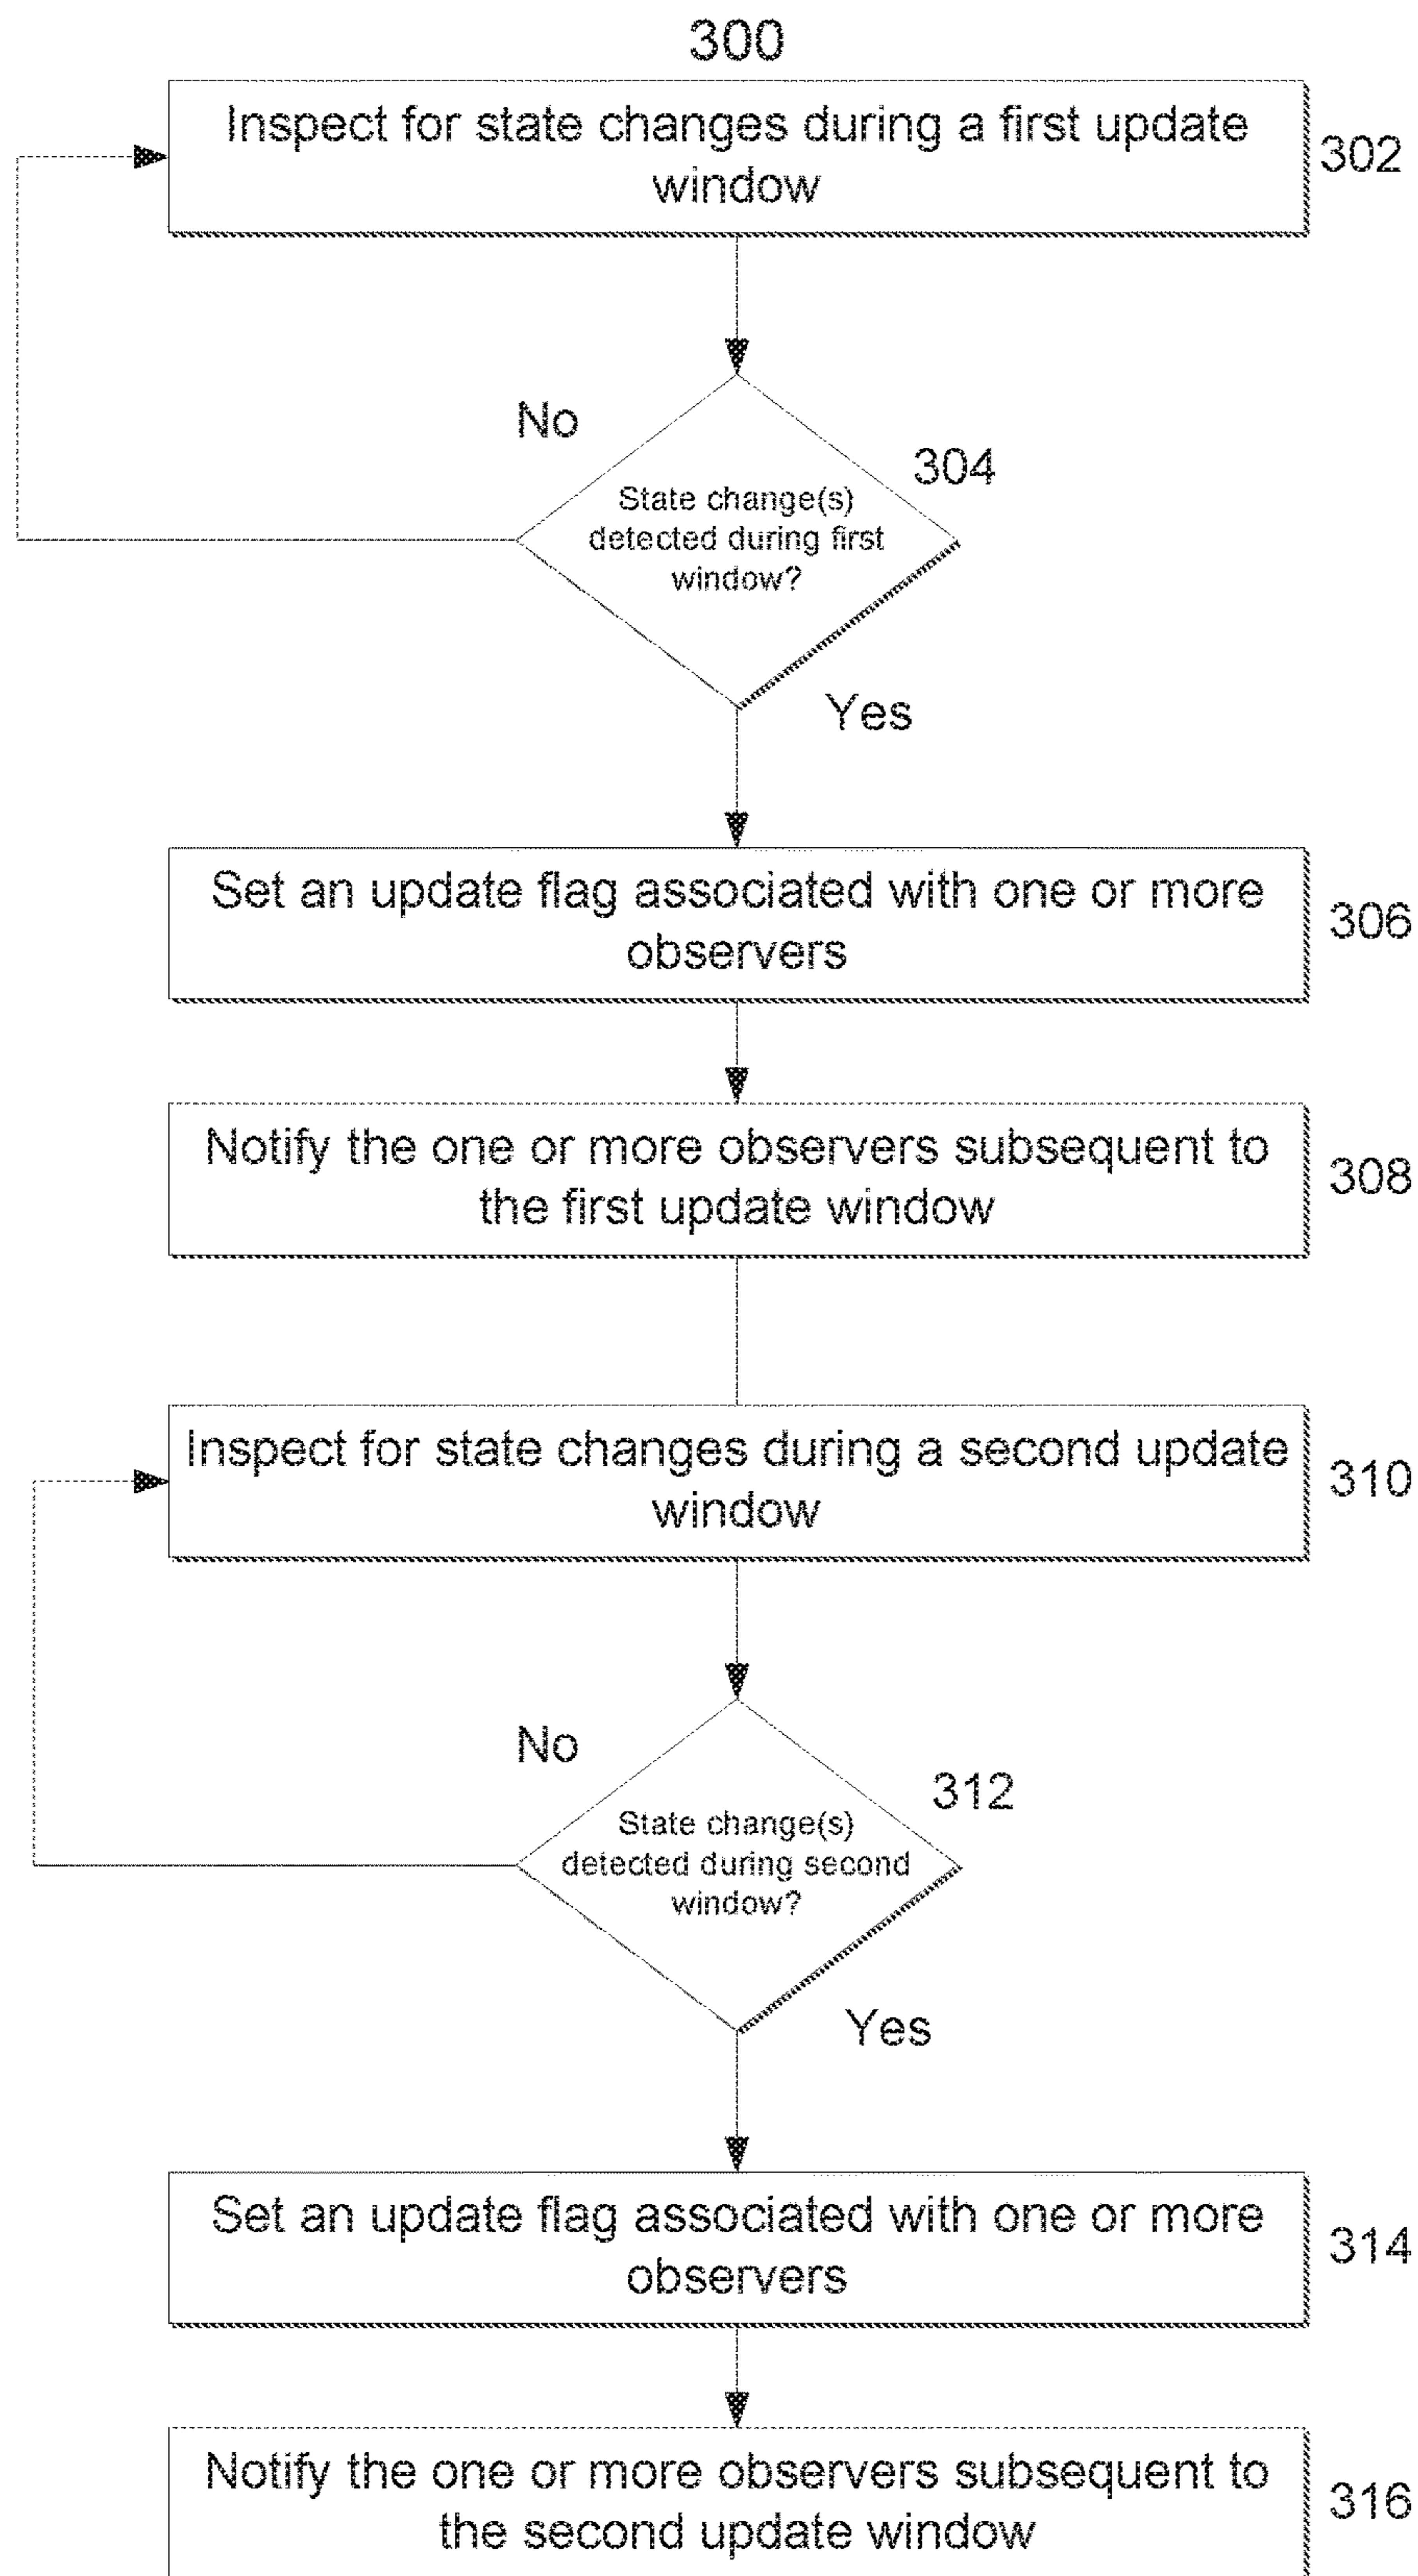 300
Inspect for state changes during a first update
window
302
No
304
State change(s)
detected during first
window?
Yes
Set an update flag associated with one or more
observers
306
Notify the one or more observers subsequent to
the first update window
308
Inspect for state changes during a second update
window
310
No
312
State change(s)
detected during second
window?
Yes
Set an update flag associated with one or more
observers
314
Notify the one or more observers subsequent to
the second update window
316